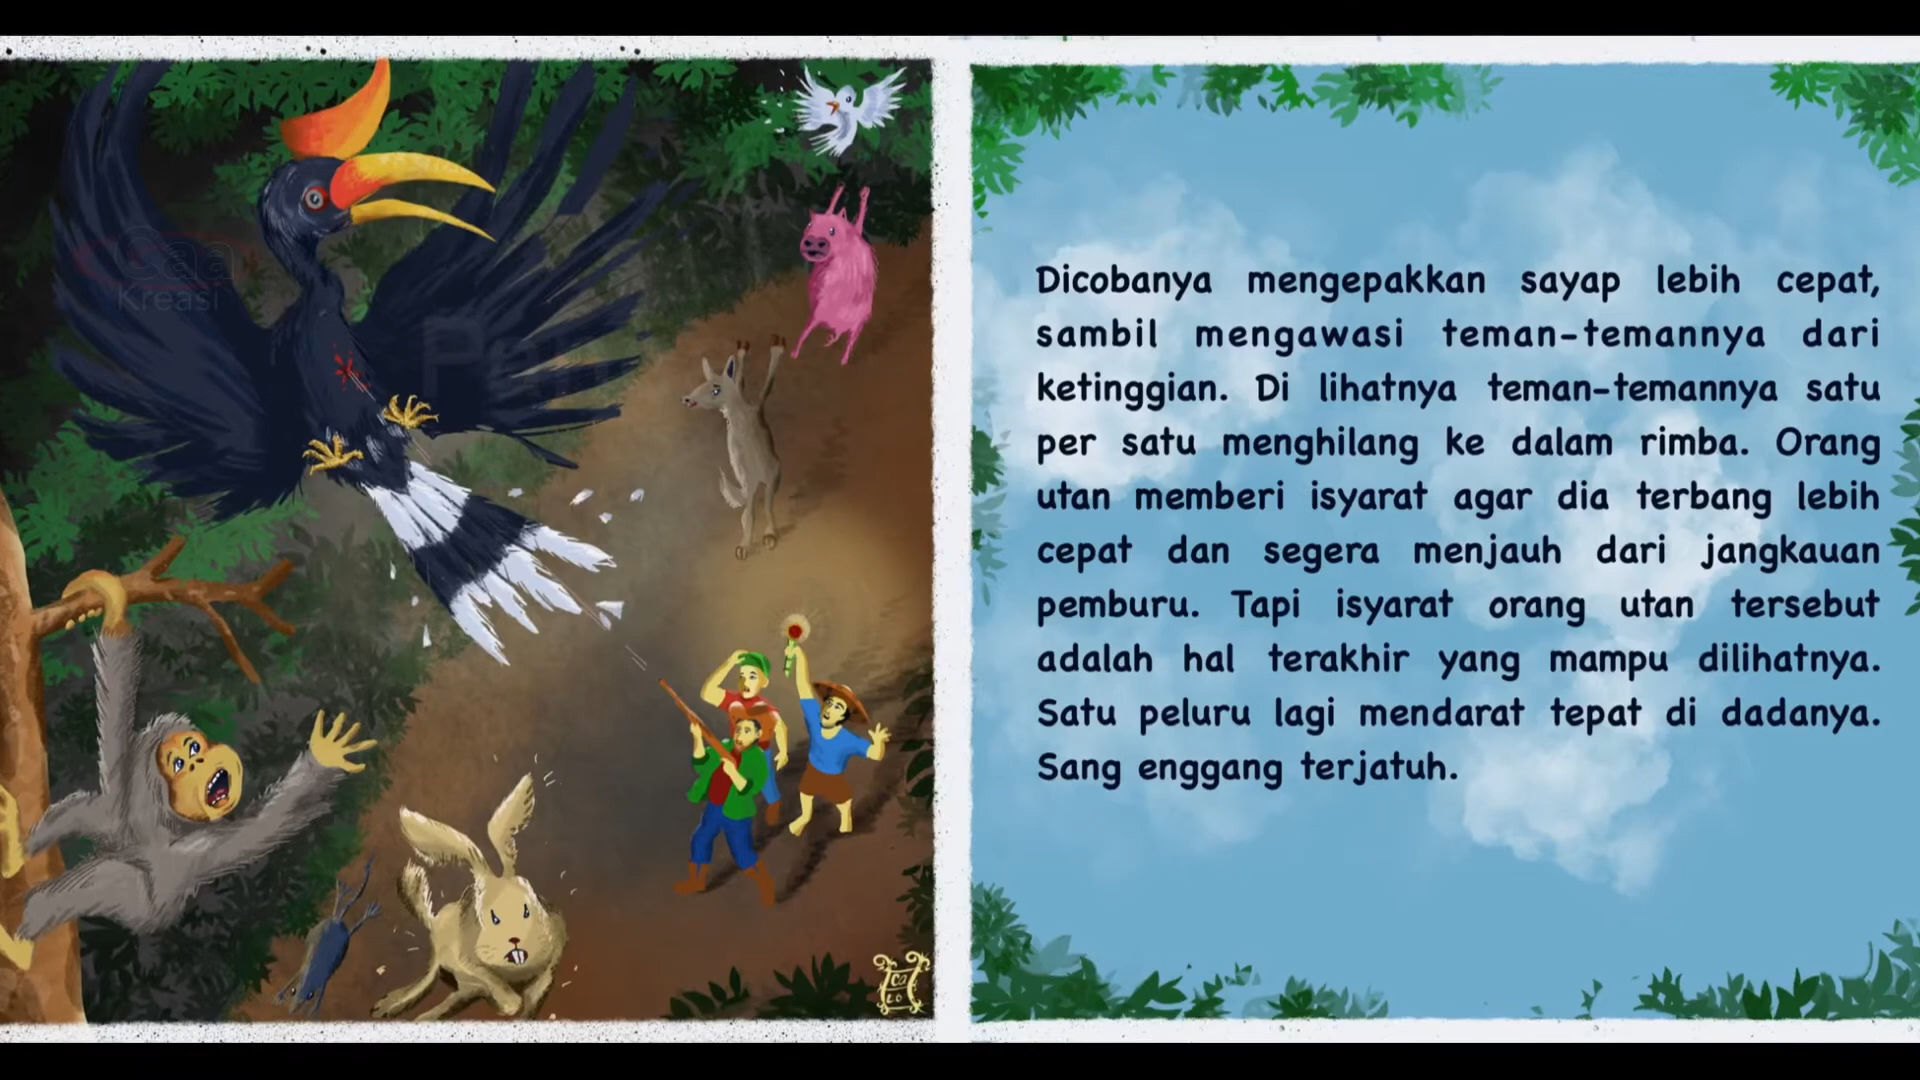 Caa
Kreasi
Dicobanya mengepakkan sayap lebih cepat,
sambil mengawasi teman-temannya dari
ketinggian. Di lihatnya teman-temannya satu
per satu menghilang ke dalam rimba. Orang
utan memberi isyarat agar dia terbang lebih
cepat dan segera menjauh dari jangkauan
pemburu. Tapi isyarat orang utan tersebut
adalah hal terakhir yang mampu dilihatnya.
Satu peluru lagi mendarat tepat di dadanya.
Sang enggang terjatuh.